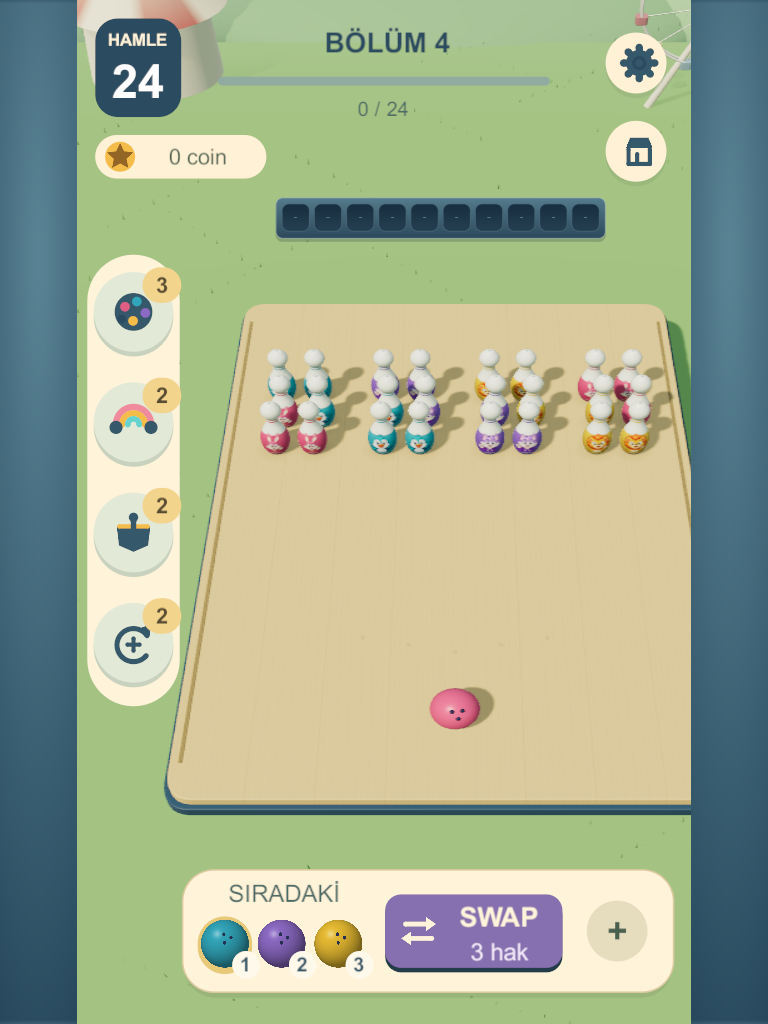 HAMLE
24
BÖLÜM 4
0 / 24
0 coin
- - - - - - - - - -
3
2
2
2
SIRADAKİ
1 2 3
SWAP
3 hak
+